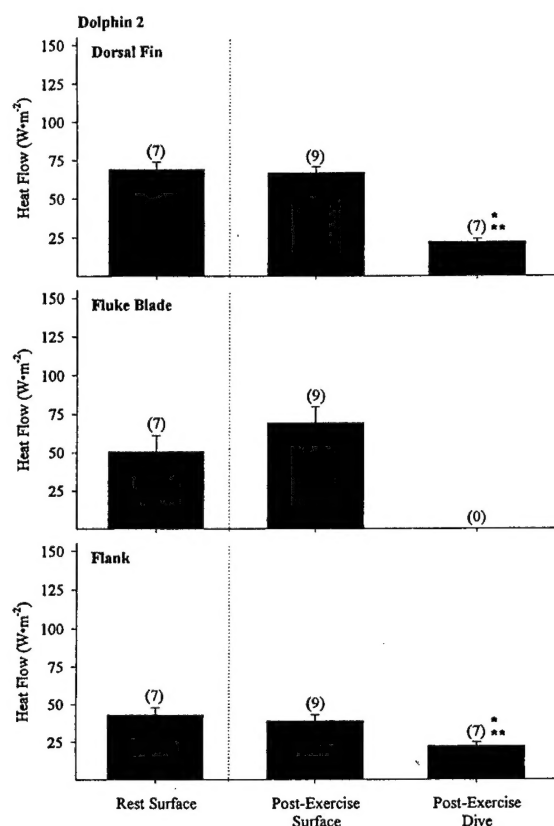 Dolphin 2
Dorsal Fin
150
125
100
75
50
25
Heat Flow (W•m-2)
(7)
(9)
(7)
*
**
Fluke Blade
150
125
100
75
50
25
Heat Flow (W•m-2)
(7)
(9)
(0)
Flank
150
125
100
75
50
25
Heat Flow (W•m-2)
(7)
(9)
(7)
*
**
Rest Surface
Post-Exercise
Surface
Post-Exercise
Dive